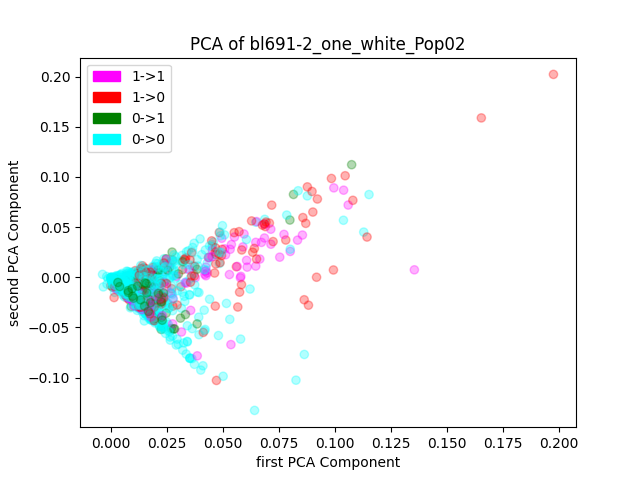 PCA of bl691-2_one_white_Pop02
1->1
1->0
0->1
0->0
0.20
0.15
0.10
0.05
0.00
−0.05
−0.10
second PCA Component
0.000 0.025 0.050 0.075 0.100 0.125 0.150 0.175 0.200
first PCA Component